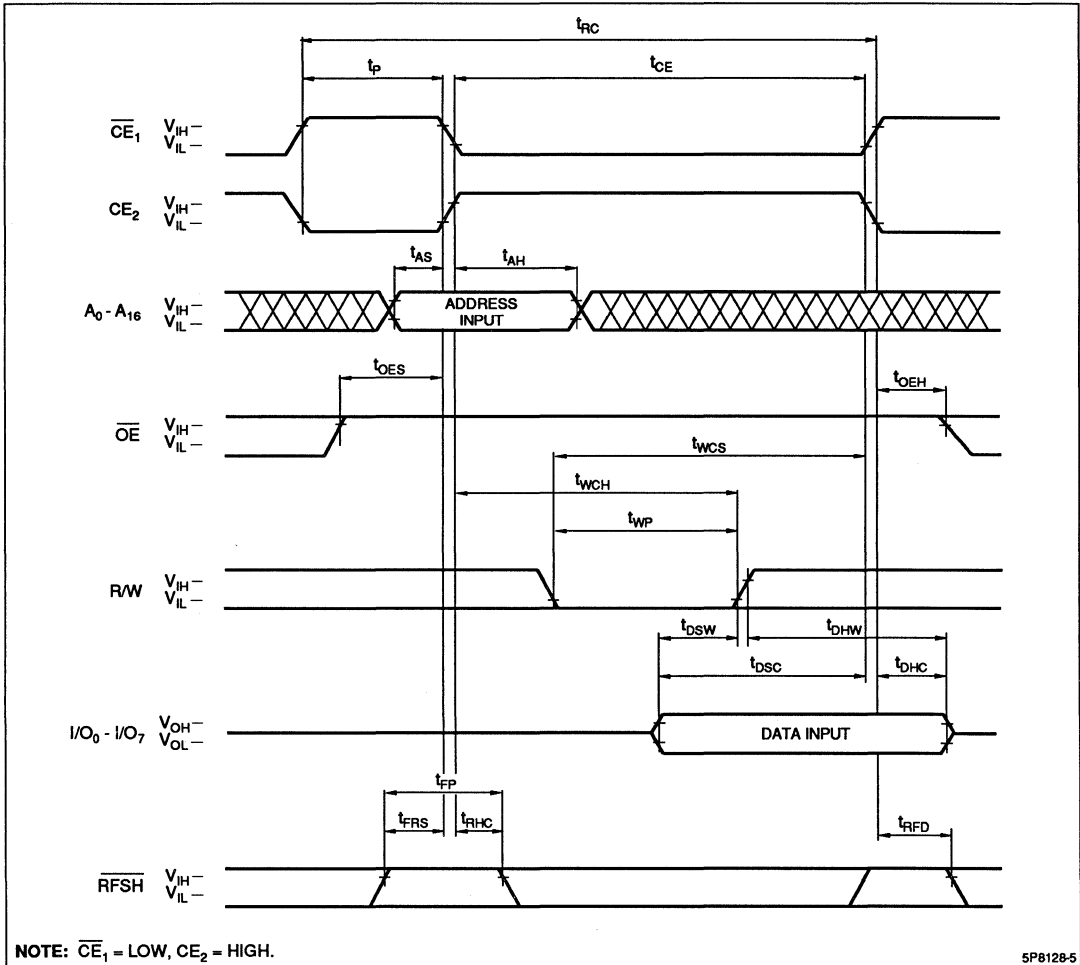 tRC
tP
tCE
CE1 VIH
VIL
CE2 VIH
VIL
tAS
tAH
A0 - A16 VIH
VIL
ADDRESS
INPUT
tOES
tOEH
OE VIH
VIL
tWCS
tWCH
tWP
R/W VIH
VIL
tDSW
tDHW
tDSC
tDHC
I/O0 - I/O7 VOH
VOL
DATA INPUT
tFP
tFRS
tRHC
tRFD
RFSH VIH
VIL
NOTE: CE1 = LOW, CE2 = HIGH.
5P8128-5